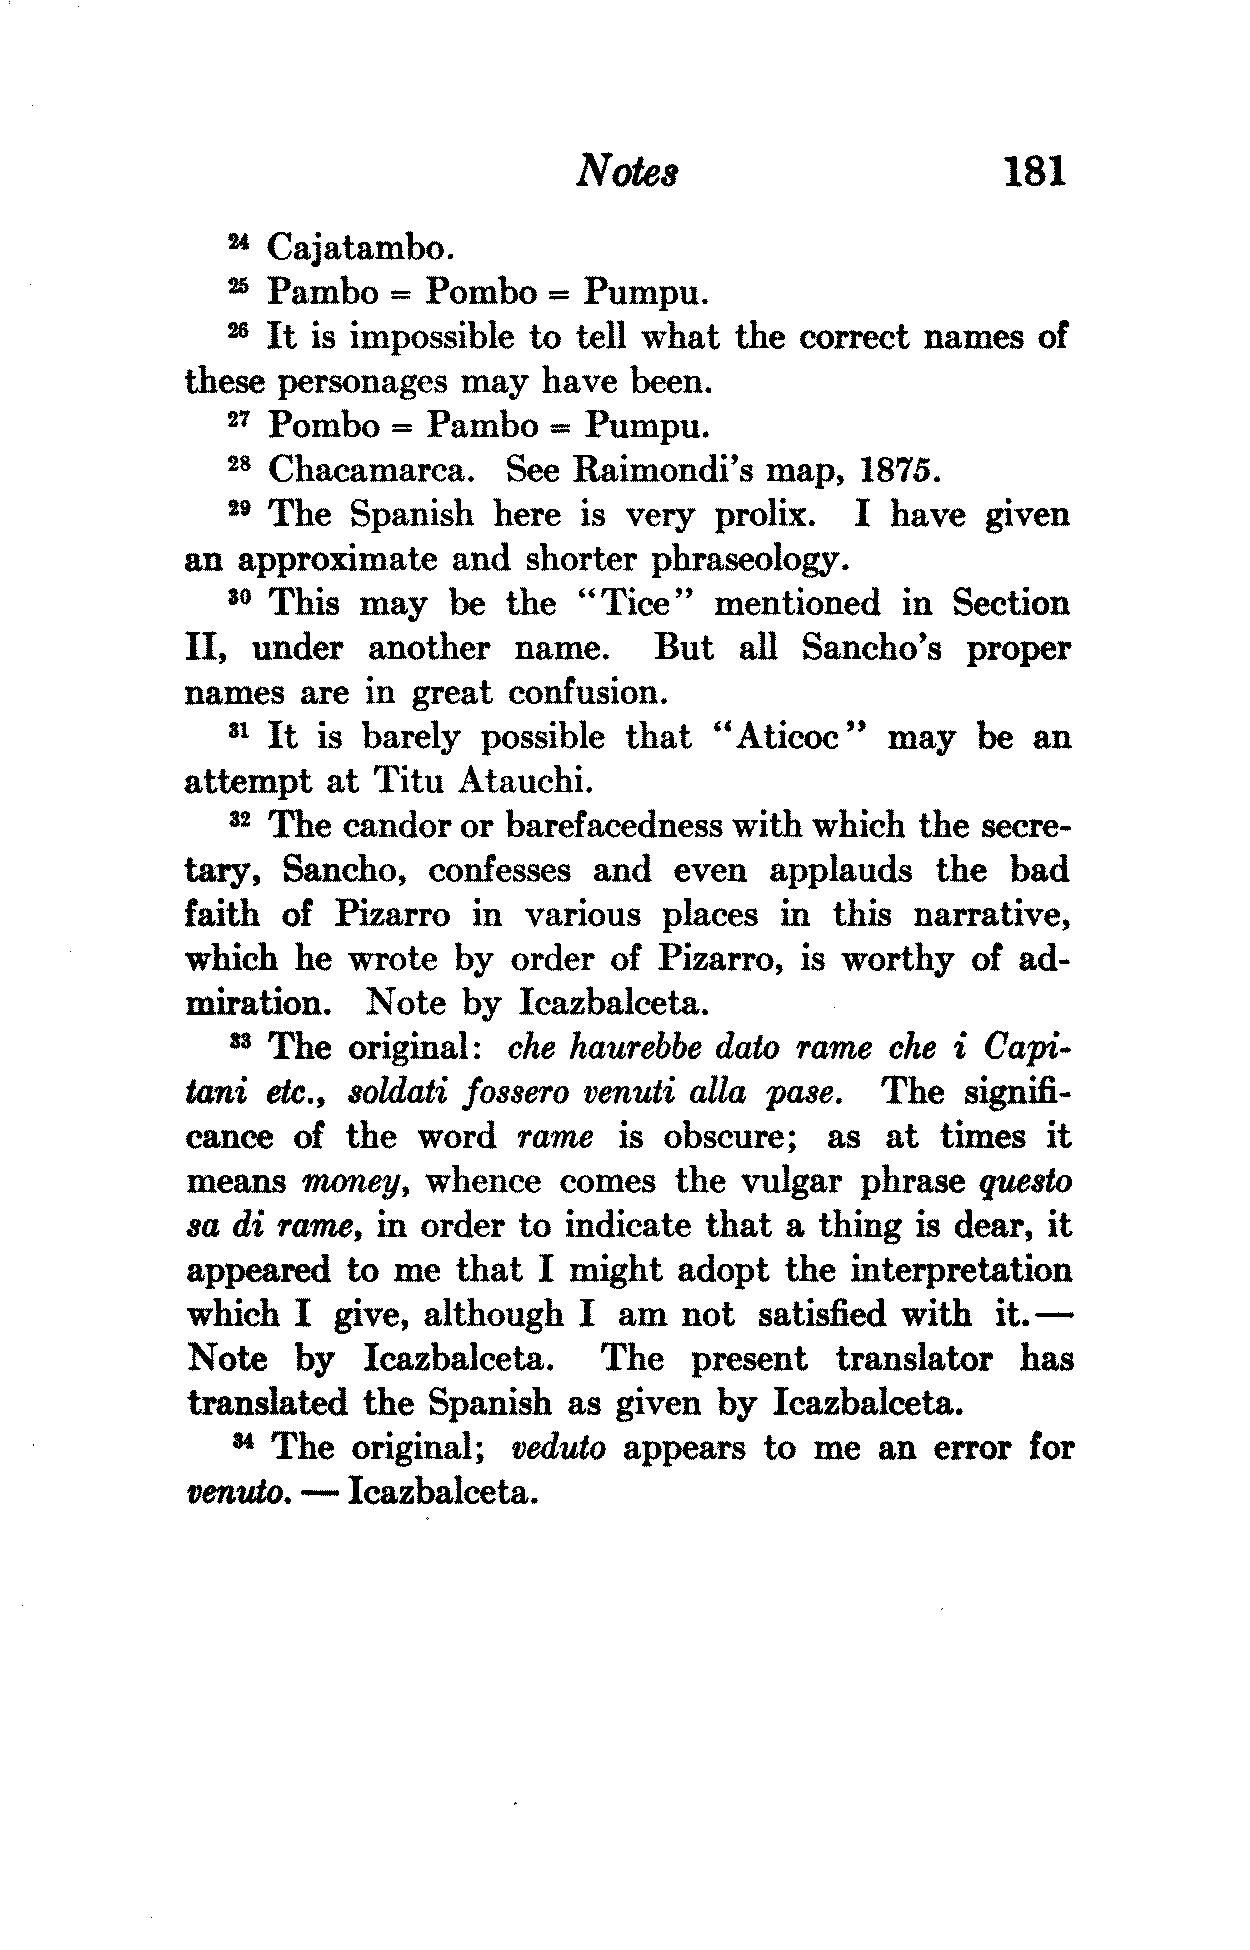 Notes 181
24 Cajatambo.
25 Pambo = Pombo = Pumpu.
26 It is impossible to tell what the correct names of
these personages may have been.
27 Pombo = Pambo = Pumpu.
28 Chacamarca. See Raimondi's map, 1875.
29 The Spanish here is very prolix. I have given
an approximate and shorter phraseology.
30 This may be the "Tice" mentioned in Section
II, under another name. But all Sancho's proper
names are in great confusion.
31 It is barely possible that "Aticoc" may be an
attempt at Titu Atauchi.
32 The candor or barefacedness with which the secre-
tary, Sancho, confesses and even applauds the bad
faith of Pizarro in various places in this narrative,
which he wrote by order of Pizarro, is worthy of ad-
miration. Note by Icazbalceta.
33 The original: che haurebbe dato rame che i Capi-
tani etc., soldati fossero venuti alla pase. The signifi-
cance of the word rame is obscure; as at times it
means money, whence comes the vulgar phrase questo
sa di rame, in order to indicate that a thing is dear, it
appeared to me that I might adopt the interpretation
which I give, although I am not satisfied with it.—
Note by Icazbalceta. The present translator has
translated the Spanish as given by Icazbalceta.
34 The original; veduto appears to me an error for
venuto. — Icazbalceta.